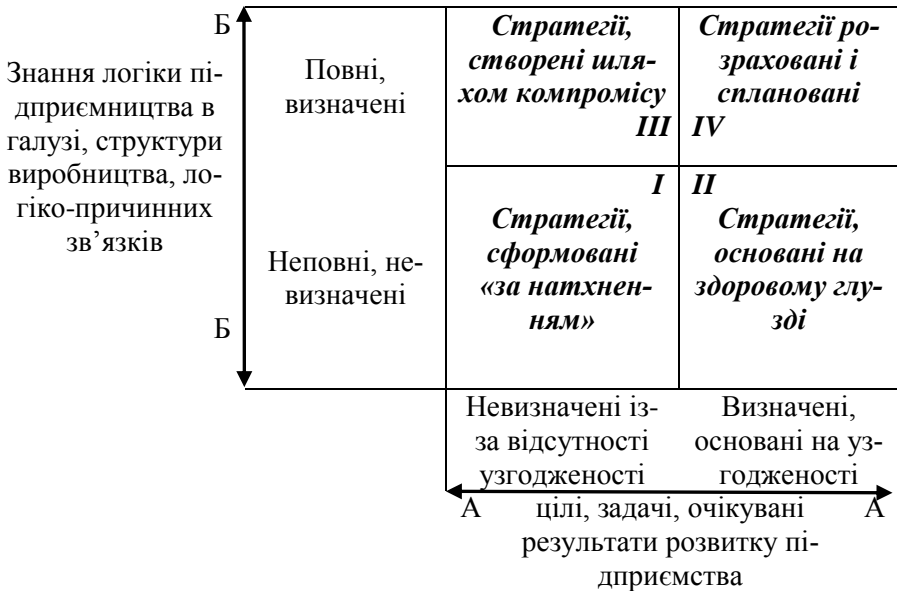 Б
Знання логіки пі-
дприємництва в
галузі, структури
виробництва, ло-
гіко-причинних
зв’язків
Б
Повні,
визначені
Стратегії,
створені шля-
хом компромісу
III
Стратегії ро-
зраховані і
сплановані
IV
Неповні, не-
визначені
I
Стратегії,
сформовані
«за натхнен-
ням»
II
Стратегії,
основані на
здоровому глу-
зді
Невизначені із-
за відсутності
узгодженості
Визначені,
основані на уз-
годженості
А
цілі, задачі, очікувані
А
результати розвитку пі-
дприємства